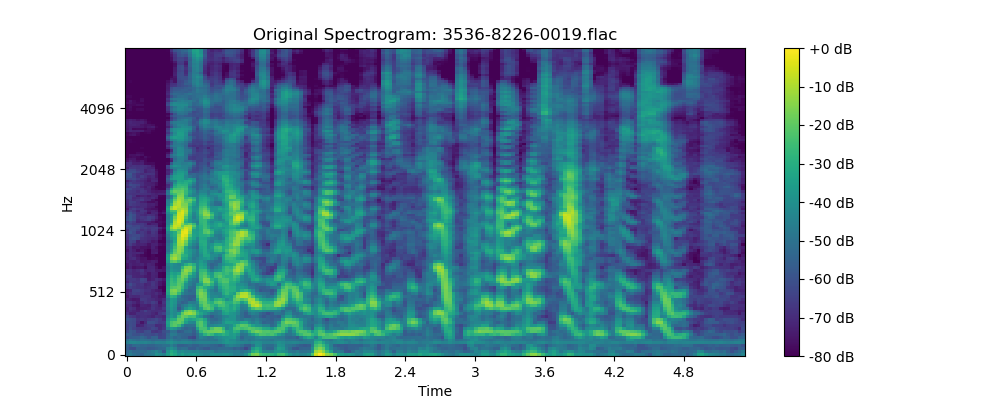 Original Spectrogram: 3536-8226-0019.flac
Hz
4096
2048
1024
512
0
0 0.6 1.2 1.8 2.4 3 3.6 4.2 4.8
Time
+0 dB
-10 dB
-20 dB
-30 dB
-40 dB
-50 dB
-60 dB
-70 dB
-80 dB